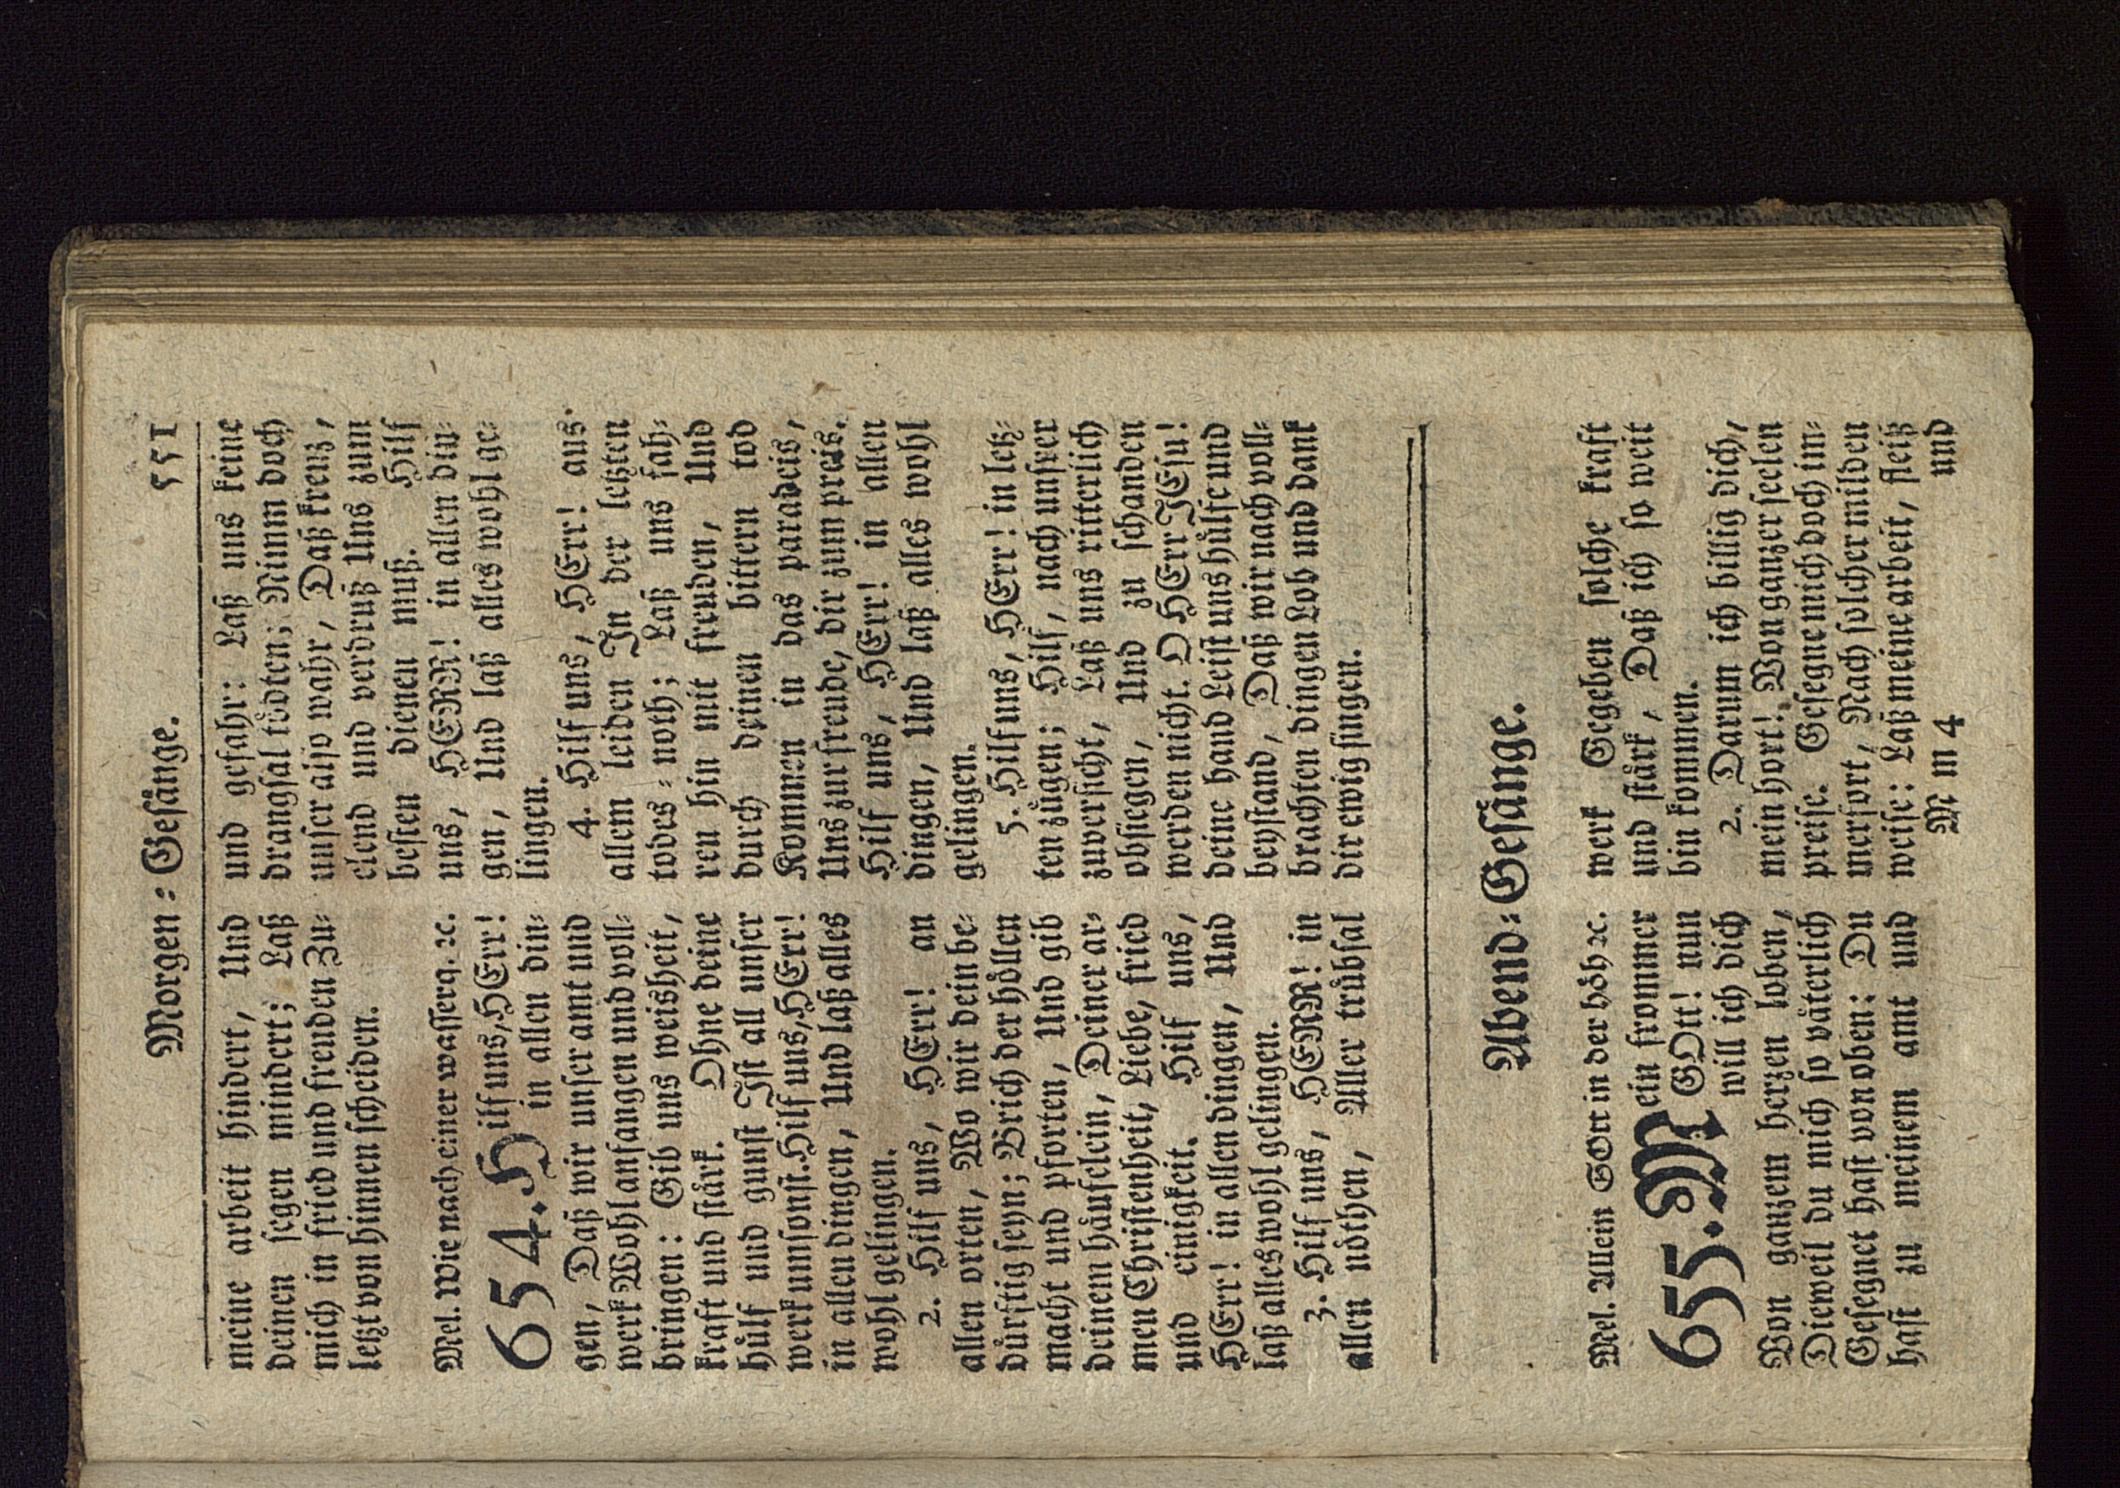 Morgen-Gesänge. 551
meine arbeit hindert, Und
deinen segen mindert; Laß
mich in fried und freuden Zu-
letzt von hinnen scheiden.
Mel. Wie nach einer wasserq. ꝛc.
654. Hilf uns, HErr!
in allen din-
gen, Daß wir unser amt und
werk Wohl anfangen und voll-
bringen: Gib uns weisheit,
kraft und stärk. Ohne deine
hülf und gunst Ist all unser
werk umsonst. Hilf uns, HErr!
in allen dingen, Und laß alles
wohl gelingen.
2. Hilf uns, HErr! an
allen orten, Wo wir dein be-
dürftig seyn; Brich der höllen
macht und pforten, Und gib
deinem häufelein, Deiner ar-
men Christenheit, Liebe, fried
und einigkeit. Hilf uns,
HErr! in allen dingen, Und
laß alles wohl gelingen.
3. Hilf uns, HERR! in
allen nöthen, Aller trübsal
und gefahr: Laß uns keine
drangsal tödten; Nimm doch
unser also wahr, Daß kreuz,
elend und verdruß Uns zum
besten dienen muß. Hilf
uns, HERR! in allen din-
gen, Und laß alles wohl ge-
lingen.
4. Hilf uns, HErr! aus
allem leiden In der letzten
todes-noth; Laß uns fah-
ren hin mit freuden, Und
durch deinen bittern tod
Kommen in das paradeis,
Uns zur freude, dir zum preis.
Hilf uns, HErr! in allen
dingen, Und laß alles wohl
gelingen.
5. Hilf uns, HErr! in letz-
ten zügen; Hilf, nach unsrer
zuversicht, Laß uns ritterlich
obsiegen, Und zu schanden
werden nicht. O HErr JEsu!
deine hand Leist uns hülfe und
beystand, Daß wir nach voll-
brachten dingen Lob und dank
dir ewig singen.
Abend-Gesänge.
Mel. Allein GOtt in der höh ꝛc.
655. Mein frommer
GOtt! nun
will ich dich
Von ganzem herzen loben,
Dieweil du mich so väterlich
Gesegnet hast von oben: Du
hast zu meinem amt und
werk Gegeben solche kraft
und stärk, Daß ich so weit
bin kommen.
2. Darum ich billig dich,
mein hort! Von ganzer seelen
preise. Gesegne mich doch im-
merfort, Nach solcher milden
weise: Laß meine arbeit, fleiß
Mm 4 und